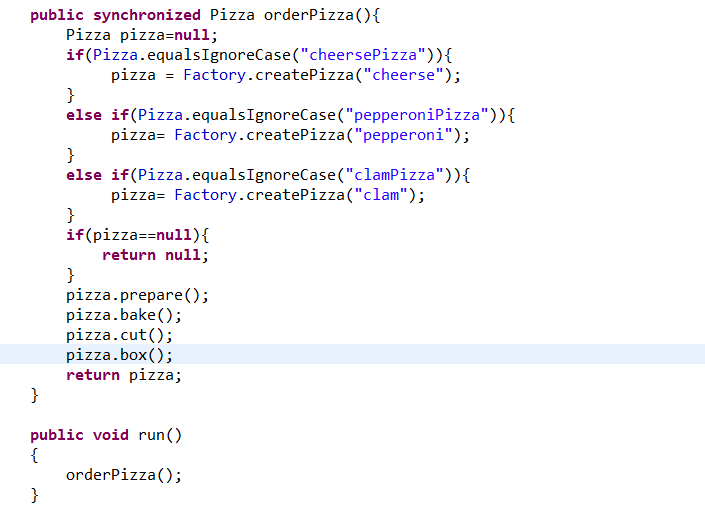 public synchronized Pizza orderPizza(){
    Pizza pizza=null;
    if(Pizza.equalsIgnoreCase("cheersePizza")){
         pizza = Factory.createPizza("cheerse");
    }
    else if(Pizza.equalsIgnoreCase("pepperoniPizza")){
         pizza= Factory.createPizza("pepperoni");
    }
    else if(Pizza.equalsIgnoreCase("clamPizza")){
         pizza= Factory.createPizza("clam");
    }
    if(pizza==null){
        return null;
    }
    pizza.prepare();
    pizza.bake();
    pizza.cut();
    pizza.box();
    return pizza;
}

public void run()
{
    orderPizza();
}